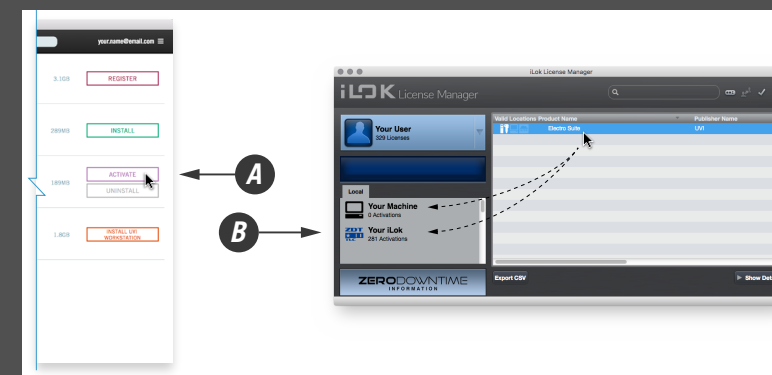 your.name@email.com
3.1GB
REGISTER
289MB
INSTALL
189MB
ACTIVATE
UNINSTALL
1.8GB
INSTALL UVI
WORKSTATION
A
B
iLok License Manager
iLOK License Manager
Your User
329 Licenses
Local
Your Machine
0 Activations
ZDT
TLC
Your iLok
281 Activations
ZERODOWNTIME
INFORMATION
Valid Locations Product Name Publisher Name
Electro Suite UVI
Export CSV
Show Det